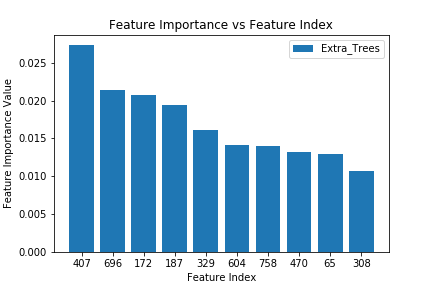 Feature Importance vs Feature Index
Extra_Trees
Feature Importance Value
0.025
0.020
0.015
0.010
0.005
0.000
407 696 172 187 329 604 758 470 65 308
Feature Index